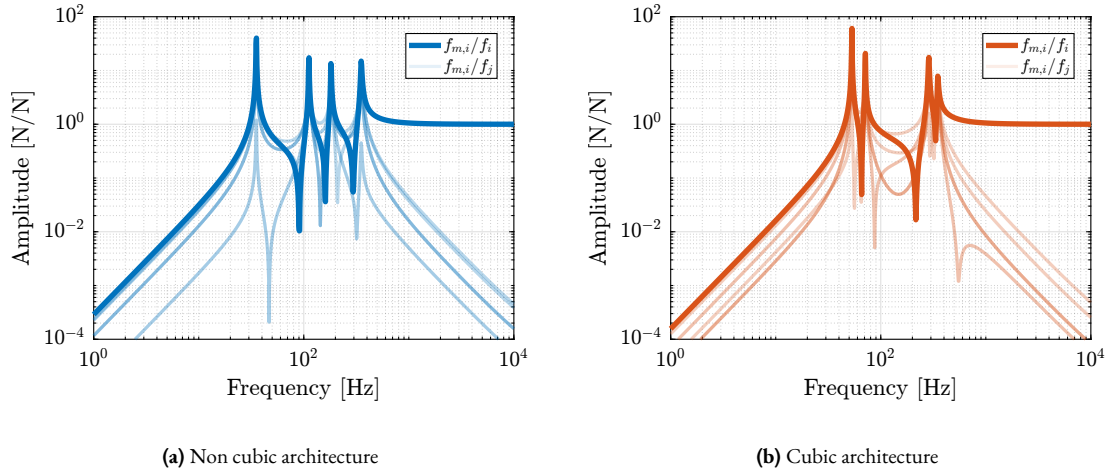 10^2
10^0
10^{-2}
10^{-4}
Amplitude [N/N]
f_{m,i}/f_i
f_{m,i}/f_j
10^0
10^2
10^4
Frequency [Hz]
(a) Non cubic architecture
10^2
10^0
10^{-2}
10^{-4}
Amplitude [N/N]
f_{m,i}/f_i
f_{m,i}/f_j
10^0
10^2
10^4
Frequency [Hz]
(b) Cubic architecture